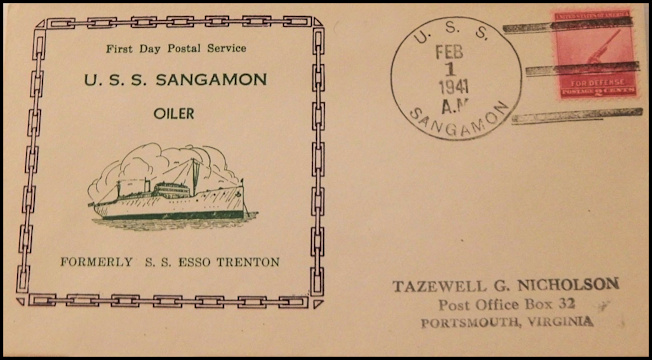 First Day Postal Service
U. S. S. SANGAMON
OILER
FORMERLY S. S. ESSO TRENTON
U. S. S.
FEB
1
1941
A.M.
SANGAMON
UNITED STATES OF AMERICA
FOR DEFENSE
POSTAGE 2 CENTS
TAZEWELL G. NICHOLSON
Post Office Box 32
PORTSMOUTH, VIRGINIA